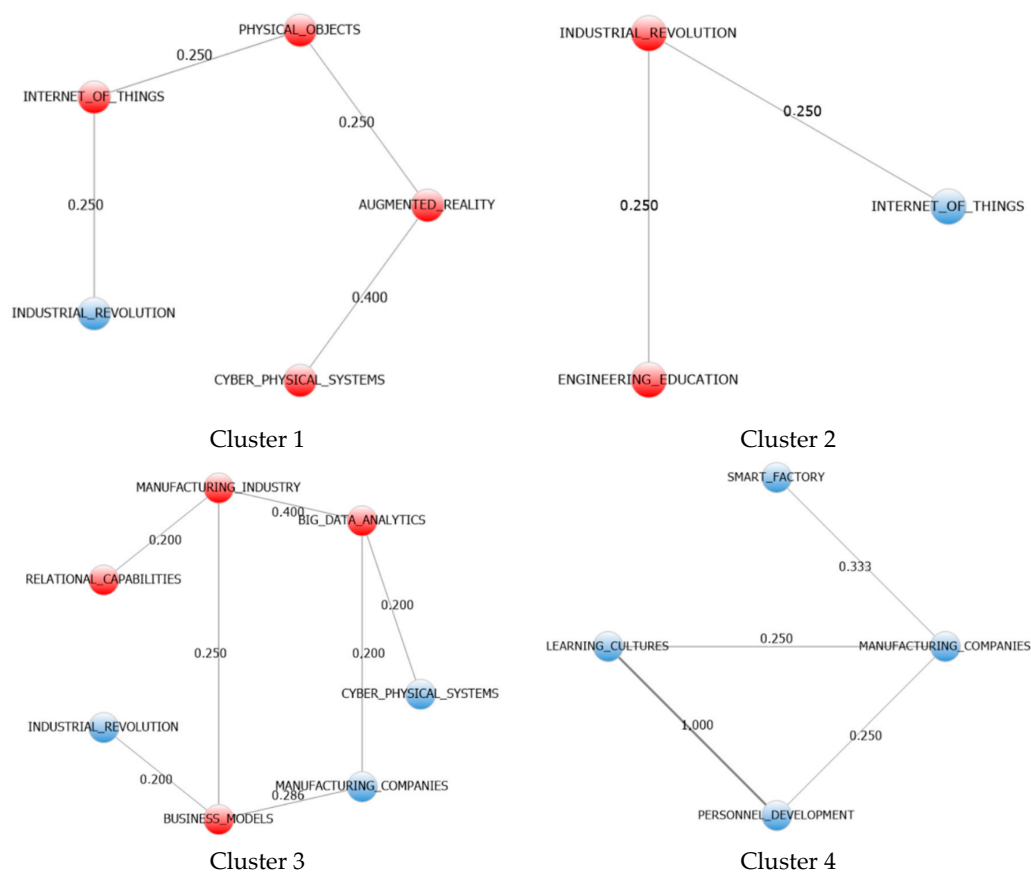 PHYSICAL_OBJECTS
0.250
INTERNET_OF_THINGS
0.250
AUGMENTED_REALITY
0.250
INDUSTRIAL_REVOLUTION
0.400
CYBER_PHYSICAL_SYSTEMS
Cluster 1
INDUSTRIAL_REVOLUTION
0.250
INTERNET_OF_THINGS
0.250
ENGINEERING_EDUCATION
Cluster 2
MANUFACTURING_INDUSTRY
0.400
BIG_DATA_ANALYTICS
0.200
RELATIONAL_CAPABILITIES
0.200
0.250
0.200
CYBER_PHYSICAL_SYSTEMS
INDUSTRIAL_REVOLUTION
0.200
MANUFACTURING_COMPANIES
0.286
BUSINESS_MODELS
Cluster 3
SMART_FACTORY
0.333
LEARNING_CULTURES
0.250
MANUFACTURING_COMPANIES
1.000
0.250
PERSONNEL_DEVELOPMENT
Cluster 4